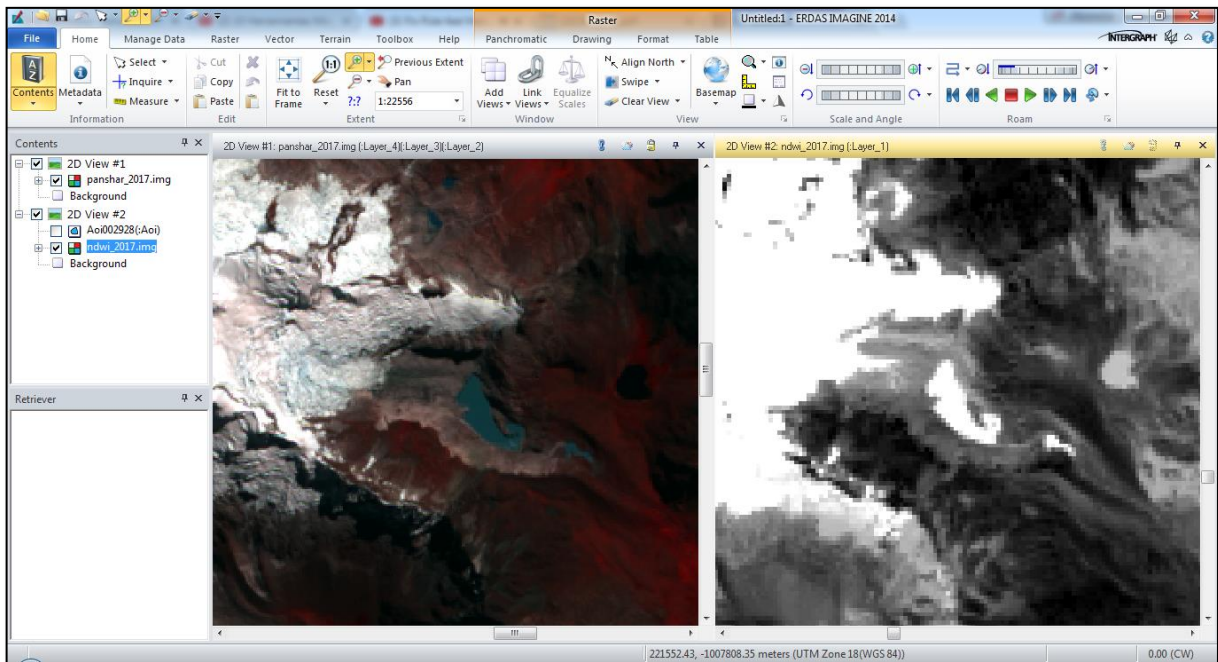 Raster
Untitled:1 - ERDAS IMAGINE 2014
File Home Manage Data Raster Vector Terrain Toolbox Help Panchromatic Drawing Format Table
INTERGRAPH
Contents
Metadata
Select
Inquire
Measure
Information
Cut
Copy
Paste
Edit
Fit to Frame
1:1
Reset
?:?
Previous Extent
Pan
1:22556
Extent
Add Views
Link Views
Equalize Scales
Window
Align North
Swipe
Clear View
Basemap
View
Scale and Angle
Roam
Contents
2D View #1
panshar_2017.img
Background
2D View #2
Aoi002928(:Aoi)
ndwi_2017.img
Background
Retriever
2D View #1: panshar_2017.img (:Layer_4)(:Layer_3)(:Layer_2)
2D View #2: ndwi_2017.img (:Layer_1)
221552.43, -1007808.35 meters (UTM Zone 18(WGS 84))
0.00 (CW)